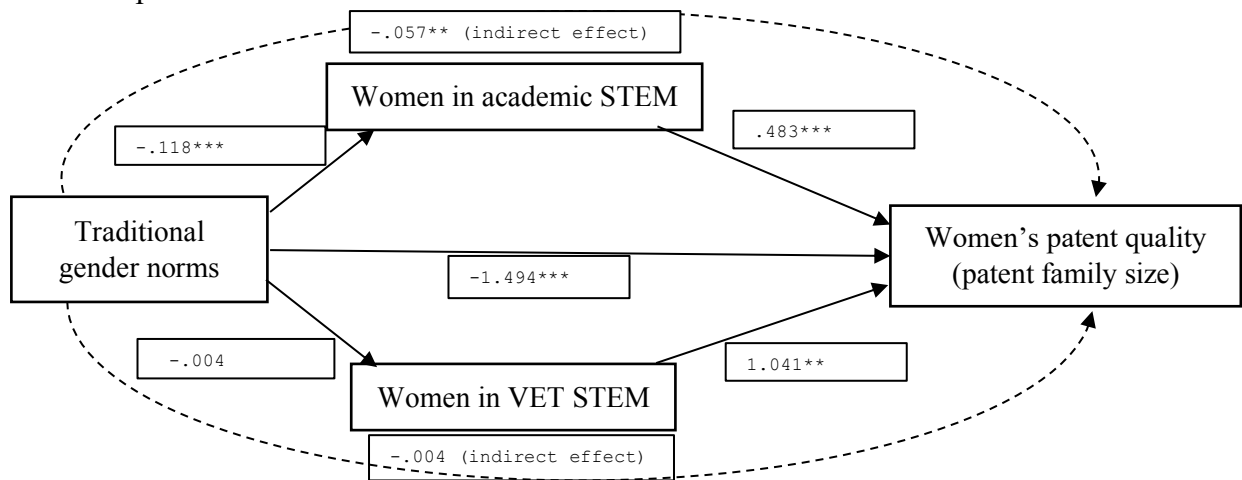 -.057** (indirect effect)
Women in academic STEM
-.118***
.483***
Traditional
gender norms
Women's patent quality
(patent family size)
-1.494***
-.004
1.041**
Women in VET STEM
-.004 (indirect effect)